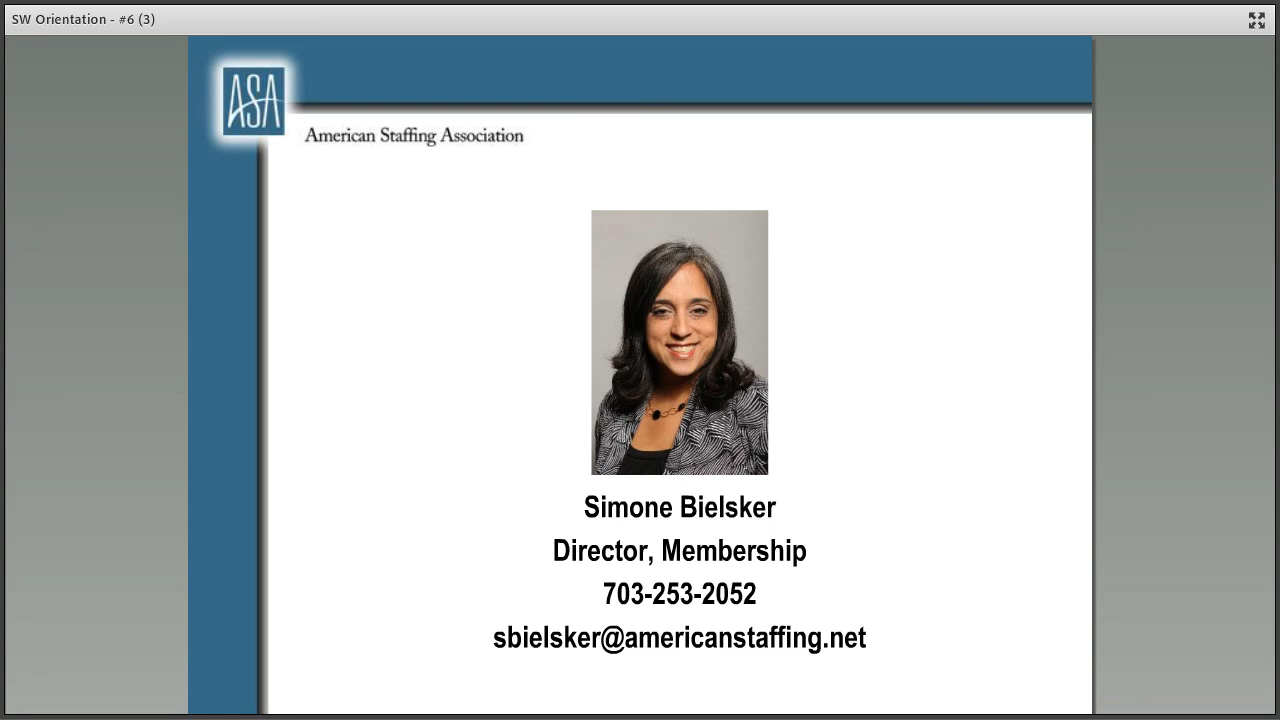 SW Orientation - #6 (3)
ASA
American Staffing Association
Simone Bielsker
Director, Membership
703-253-2052
sbielsker@americanstaffing.net